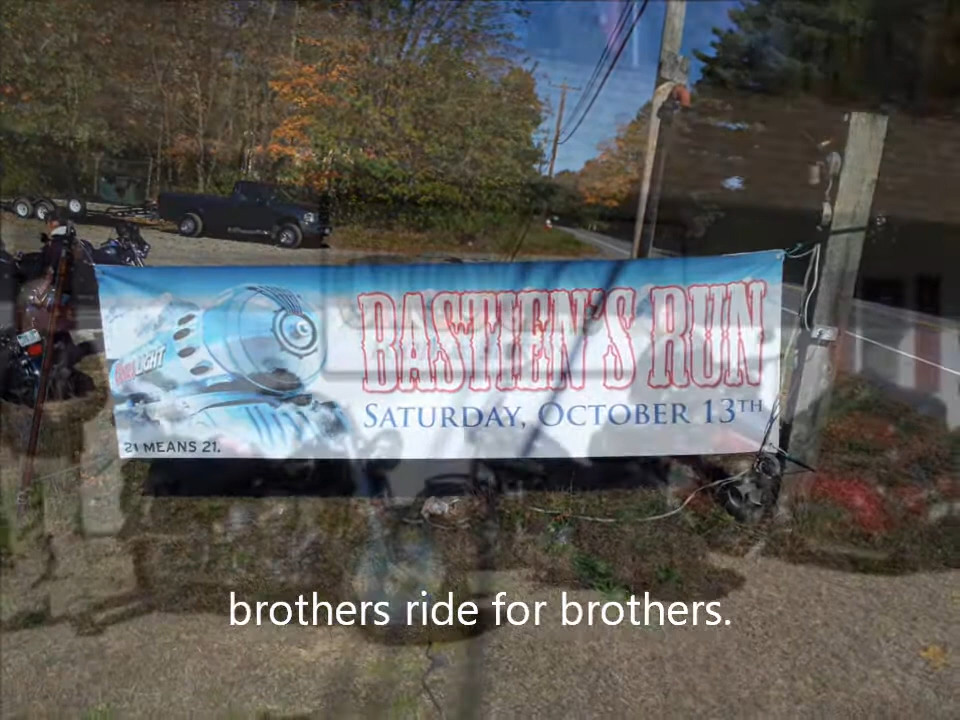 BASTIEN'S RUN
SATURDAY, OCTOBER 13TH
21 MEANS 21.
brothers ride for brothers.